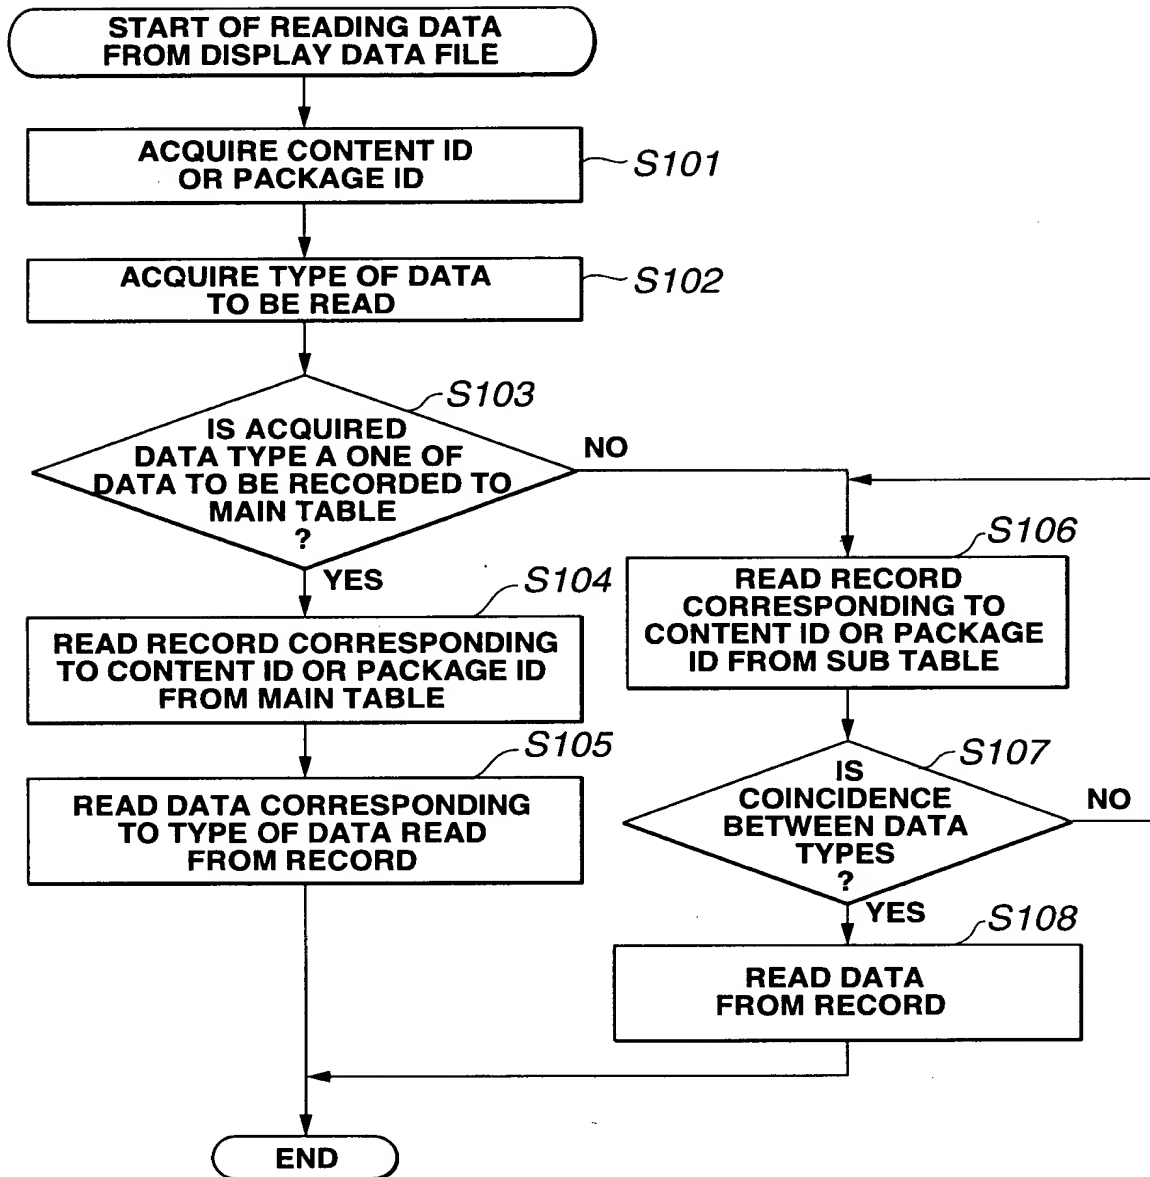 START OF READING DATA
FROM DISPLAY DATA FILE
ACQUIRE CONTENT ID
OR PACKAGE ID
S101
ACQUIRE TYPE OF DATA
TO BE READ
S102
S103
IS ACQUIRED
DATA TYPE A ONE OF
DATA TO BE RECORDED TO
MAIN TABLE
?
NO
YES
S104
READ RECORD CORRESPONDING
TO CONTENT ID OR PACKAGE ID
FROM MAIN TABLE
S105
READ DATA CORRESPONDING
TO TYPE OF DATA READ
FROM RECORD
S106
READ RECORD
CORRESPONDING TO
CONTENT ID OR PACKAGE
ID FROM SUB TABLE
S107
IS
COINCIDENCE
BETWEEN DATA
TYPES
?
NO
YES
S108
READ DATA
FROM RECORD
END